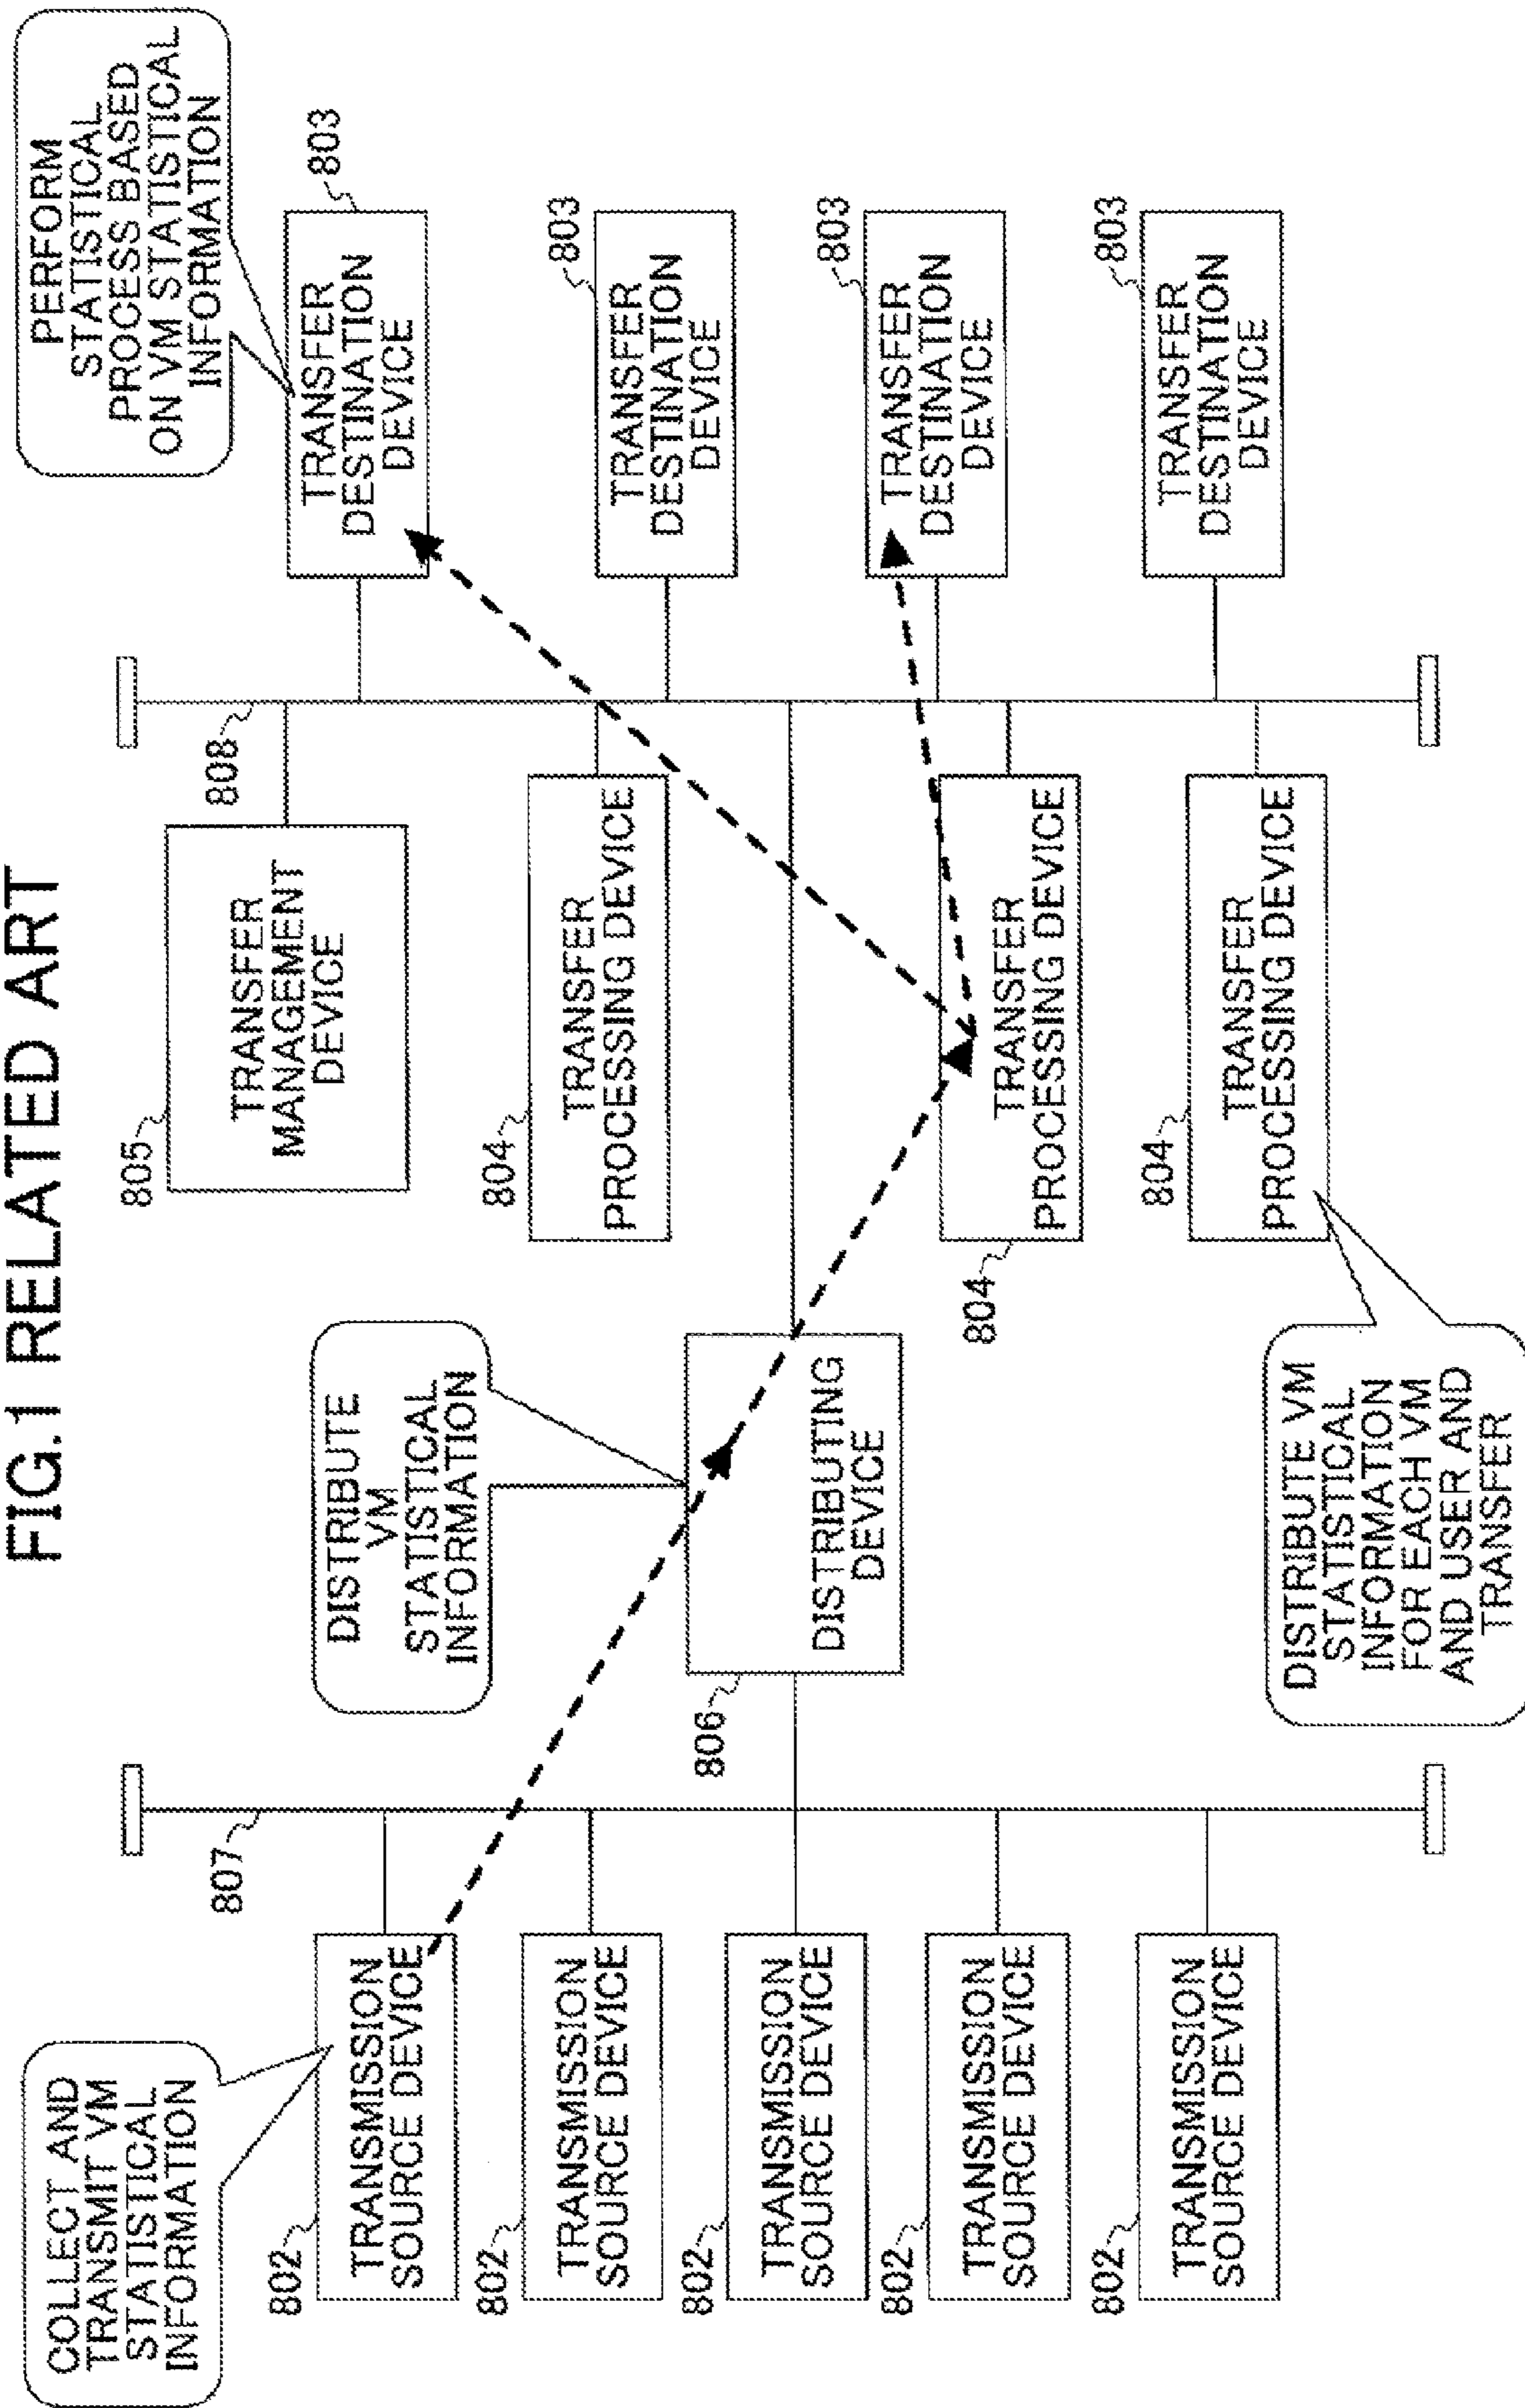 FIG.1 RELATED ART
COLLECT AND
TRANSMIT VM
STATISTICAL
INFORMATION
802
TRANSMISSION
SOURCE DEVICE
802
TRANSMISSION
SOURCE DEVICE
802
TRANSMISSION
SOURCE DEVICE
802
TRANSMISSION
SOURCE DEVICE
802
TRANSMISSION
SOURCE DEVICE
807
DISTRIBUTE
VM
STATISTICAL
INFORMATION
806
DISTRIBUTING
DEVICE
805
TRANSFER
MANAGEMENT
DEVICE
804
TRANSFER
PROCESSING DEVICE
804
TRANSFER
PROCESSING DEVICE
804
TRANSFER
PROCESSING DEVICE
DISTRIBUTE VM
STATISTICAL
INFORMATION
FOR EACH VM
AND USER AND
TRANSFER
808
PERFORM
STATISTICAL
PROCESS BASED
ON VM STATISTICAL
INFORMATION
803
TRANSFER
DESTINATION
DEVICE
803
TRANSFER
DESTINATION
DEVICE
803
TRANSFER
DESTINATION
DEVICE
803
TRANSFER
DESTINATION
DEVICE